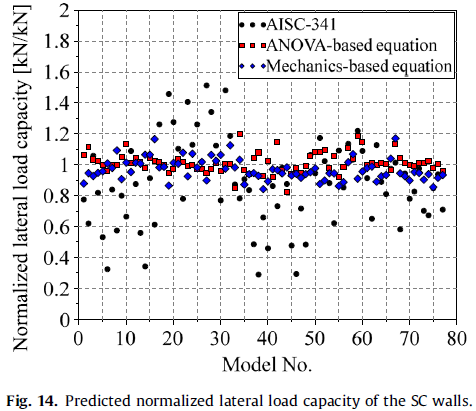 AISC-341
ANOVA-based equation
Mechanics-based equation
Normalized lateral load capacity [kN/kN]
2
1.8
1.6
1.4
1.2
1
0.8
0.6
0.4
0.2
0
0 10 20 30 40 50 60 70 80
Model No.
Fig. 14. Predicted normalized lateral load capacity of the SC walls.